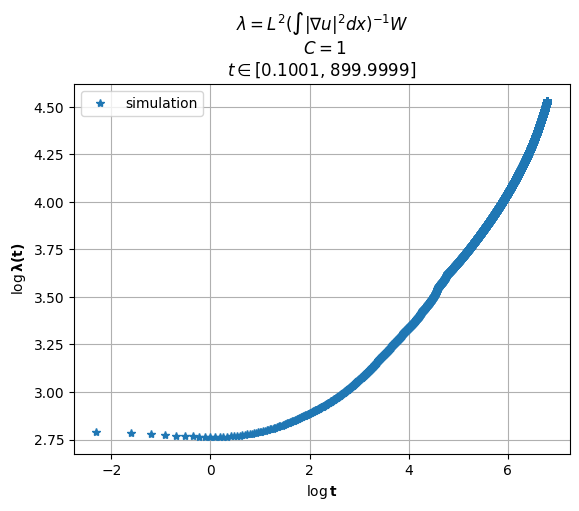 λ = L²(∫|∇u|²dx)⁻¹W
C = 1
t ∈ [0.1001, 899.9999]
simulation
4.50
4.25
4.00
3.75
3.50
3.25
3.00
2.75
log λ(t)
−2
0
2
4
6
log t